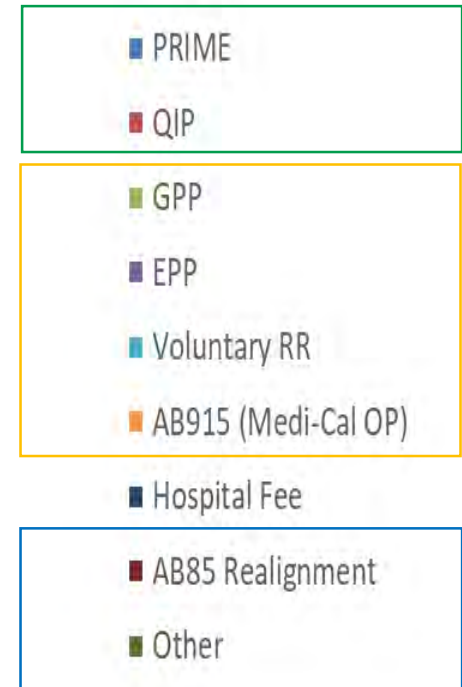 PRIME
QIP
GPP
EPP
Voluntary RR
AB915 (Medi-Cal OP)
Hospital Fee
AB85 Realignment
Other